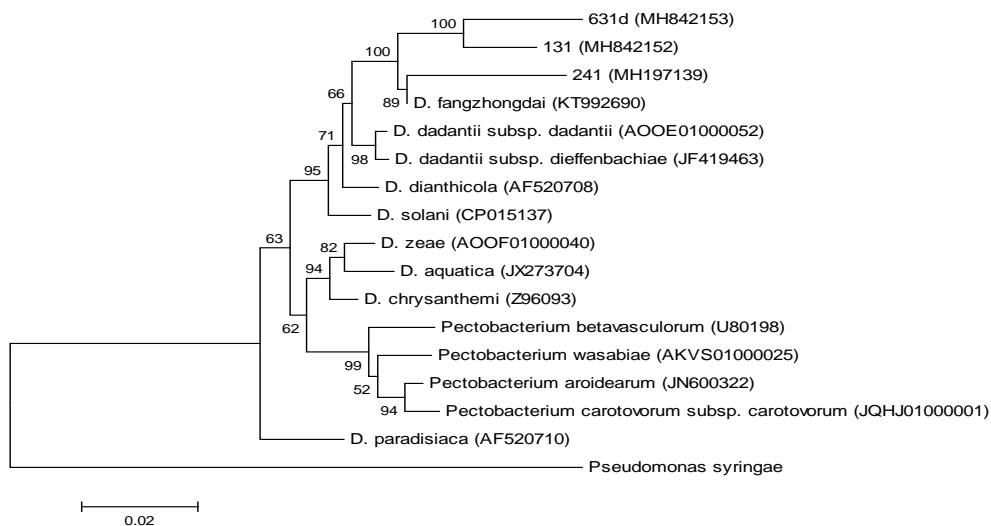 100
631d (MH842153)
131 (MH842152)
100
241 (MH197139)
89
D. fangzhongdai (KT992690)
66
D. dadantii subsp. dadantii (AOOE01000052)
71
98
D. dadantii subsp. dieffenbachiae (JF419463)
95
D. dianthicola (AF520708)
D. solani (CP015137)
63
82
D. zeae (AOOF01000040)
94
D. aquatica (JX273704)
D. chrysanthemi (Z96093)
62
Pectobacterium betavasculorum (U80198)
99
Pectobacterium wasabiae (AKVS01000025)
52
Pectobacterium aroidearum (JN600322)
94
Pectobacterium carotovorum subsp. carotovorum (JQHJ01000001)
D. paradisiaca (AF520710)
Pseudomonas syringae
0.02